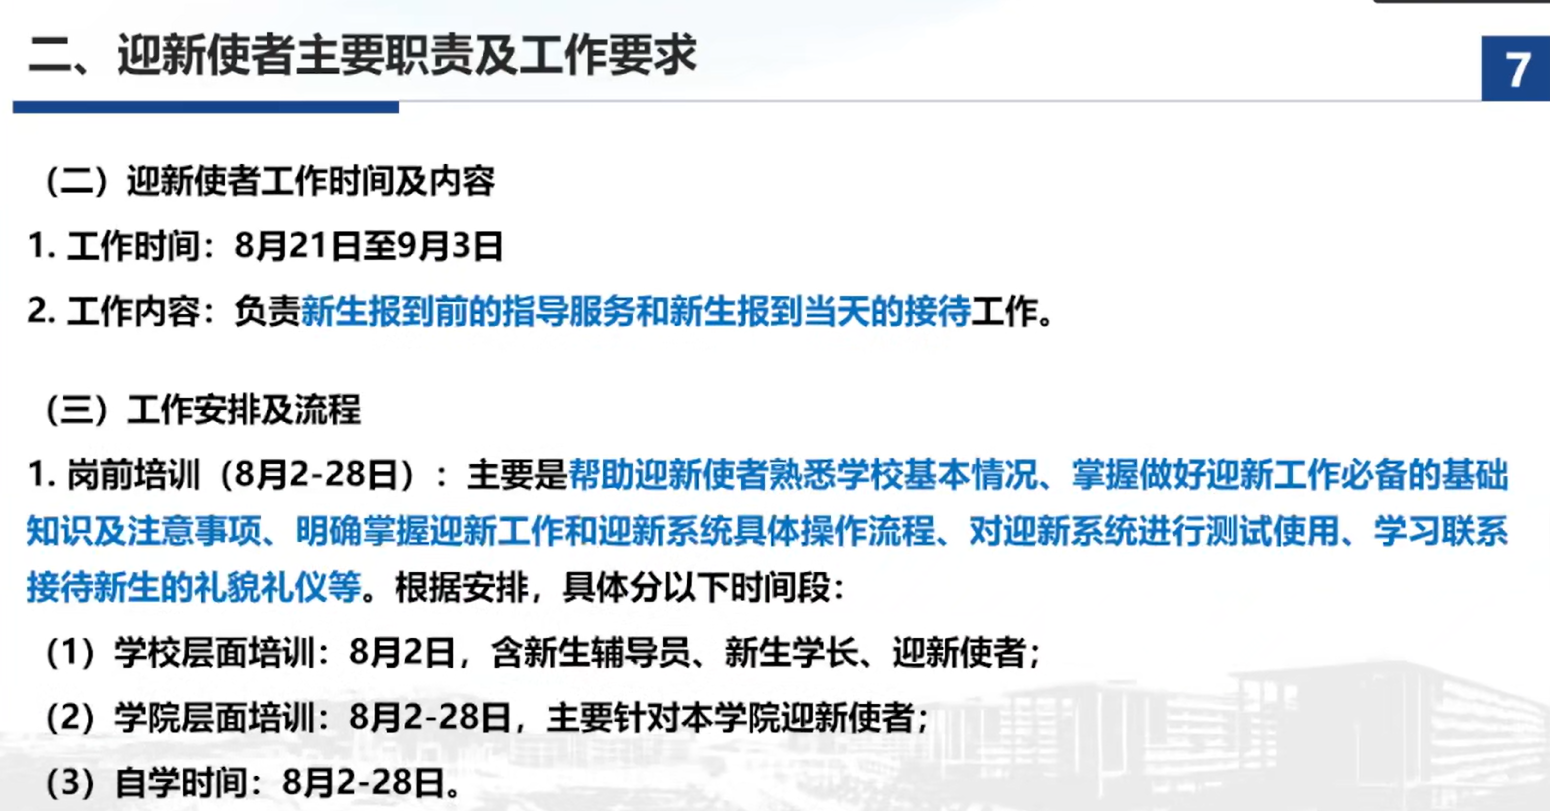 二、迎新使者主要职责及工作要求
7
（二）迎新使者工作时间及内容
1. 工作时间：8月21日至9月3日
2. 工作内容：负责新生报到前的指导服务和新生报到当天的接待工作。
（三）工作安排及流程
1. 岗前培训（8月2-28日）：主要是帮助迎新使者熟悉学校基本情况、掌握做好迎新工作必备的基础
知识及注意事项、明确掌握迎新工作和迎新系统具体操作流程、对迎新系统进行测试使用、学习联系
接待新生的礼貌礼仪等。根据安排，具体分以下时间段：
（1）学校层面培训：8月2日，含新生辅导员、新生学长、迎新使者；
（2）学院层面培训：8月2-28日，主要针对本学院迎新使者；
（3）自学时间：8月2-28日。